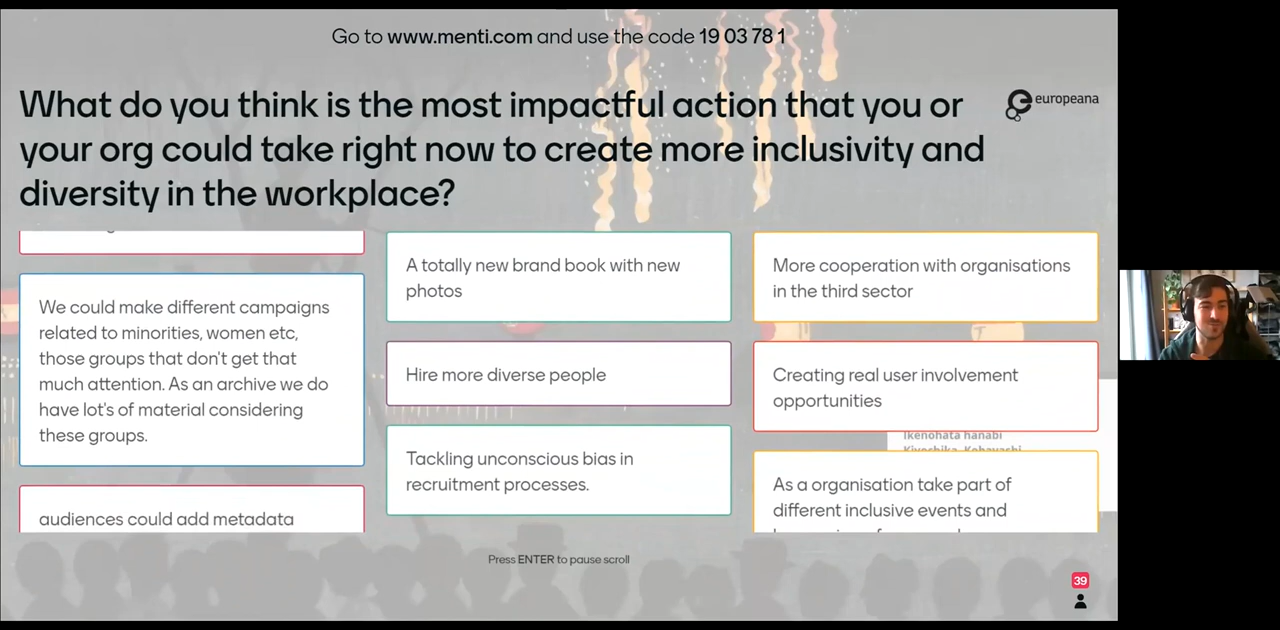 Go to www.menti.com and use the code 19 03 78 1
What do you think is the most impactful action that you or
your org could take right now to create more inclusivity and
diversity in the workplace?
europeana
We could make different campaigns
related to minorities, women etc,
those groups that don't get that
much attention. As an archive we do
have lot's of material considering
these groups.
audiences could add metadata
A totally new brand book with new
photos
Hire more diverse people
Tackling unconscious bias in
recruitment processes.
More cooperation with organisations
in the third sector
Creating real user involvement
opportunities
Ikenohata hanabi
Kiyochika, Kobayashi
As a organisation take part of
different inclusive events and
Press ENTER to pause scroll
39